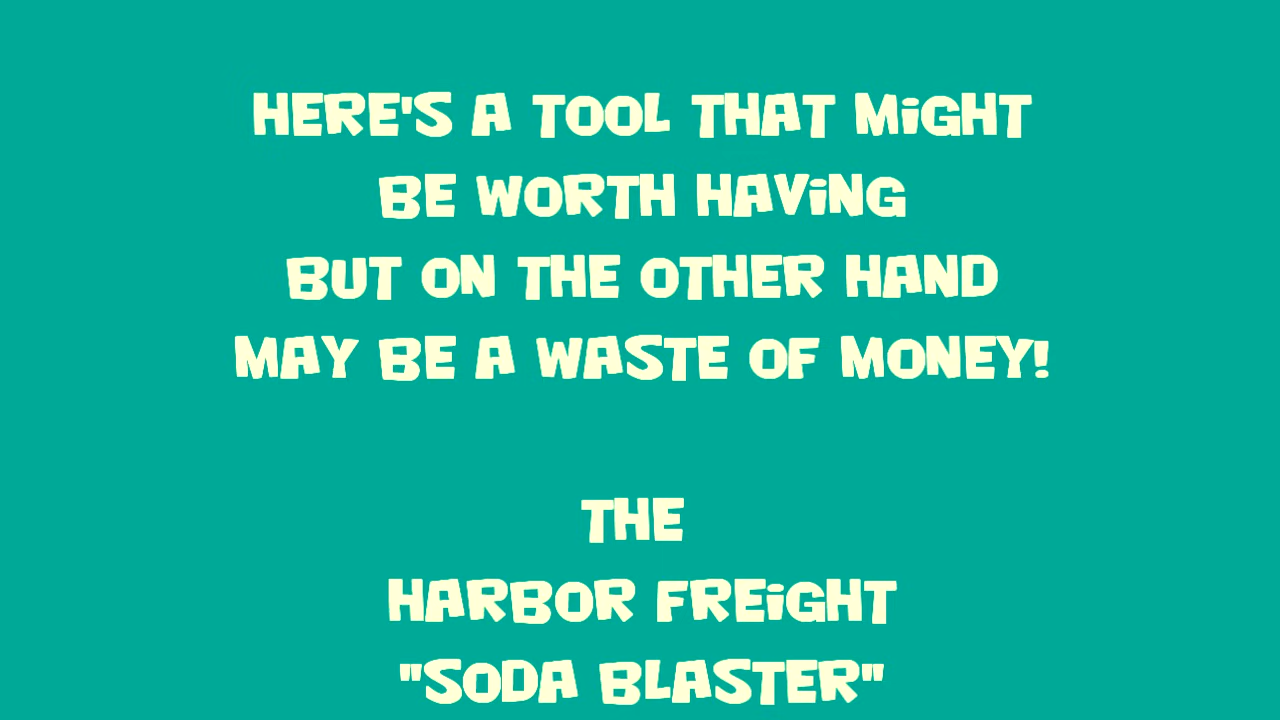 HERE'S A TOOL THAT MiGHT
BE WORTH HAViNG
BUT ON THE OTHER HAND
MAY BE A WASTE OF MONEY!
THE
HARBOR FREiGHT
"SODA BLASTER"